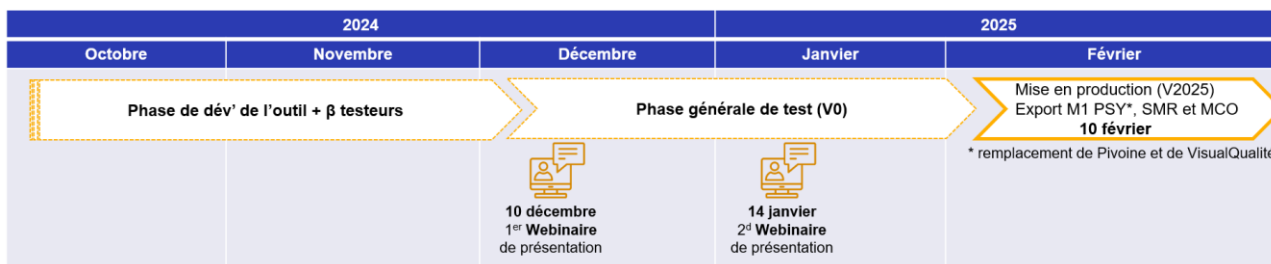 2024
2025
Octobre
Novembre
Décembre
Janvier
Février
Phase de dév' de l'outil + β testeurs
Phase générale de test (V0)
Mise en production (V2025)
Export M1 PSY*, SMR et MCO
10 février
* remplacement de Pivoine et de VisualQualité
10 décembre
1er Webinaire
de présentation
14 janvier
2d Webinaire
de présentation